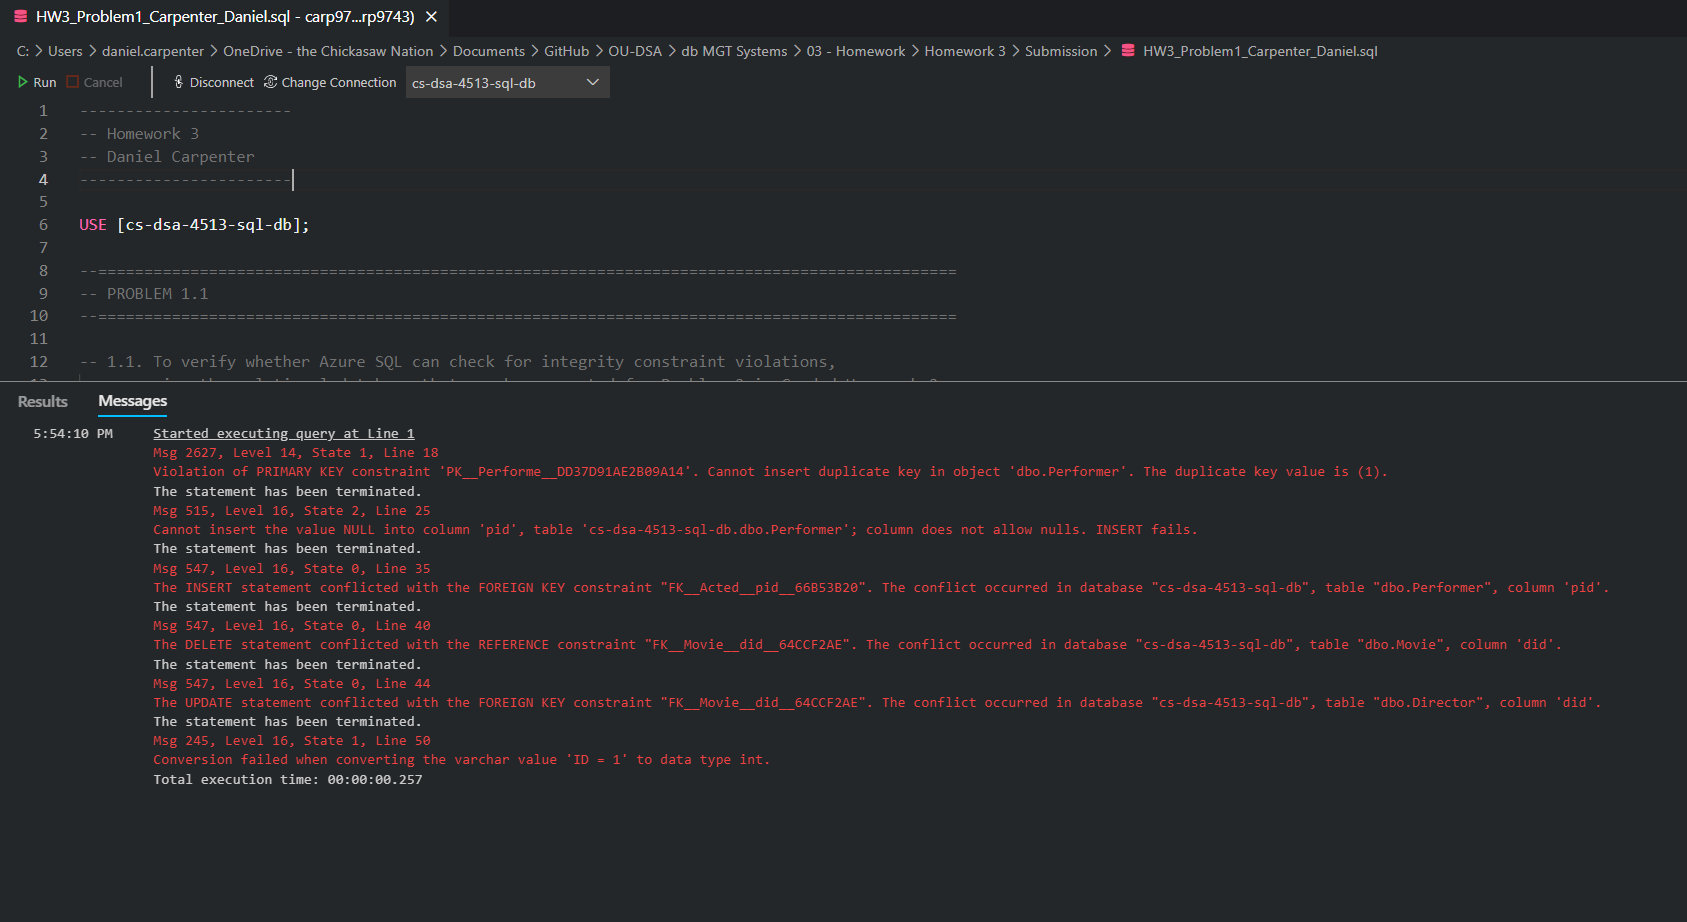 HW3_Problem1_Carpenter_Daniel.sql - carp97...rp9743)
C: > Users > daniel.carpenter > OneDrive - the Chickasaw Nation > Documents > GitHub > OU-DSA > db MGT Systems > 03 - Homework > Homework 3 > Submission > HW3_Problem1_Carpenter_Daniel.sql
Run Cancel Disconnect Change Connection cs-dsa-4513-sql-db
1 -----------------------
2 -- Homework 3
3 -- Daniel Carpenter
4 -----------------------
5
6 USE [cs-dsa-4513-sql-db];
7
8 --=============================================================================================
9 -- PROBLEM 1.1
10 --=============================================================================================
11
12 -- 1.1. To verify whether Azure SQL can check for integrity constraint violations,
Results Messages
5:54:10 PM Started executing query at Line 1
Msg 2627, Level 14, State 1, Line 18
Violation of PRIMARY KEY constraint 'PK__Performe__DD37D91AE2B09A14'. Cannot insert duplicate key in object 'dbo.Performer'. The duplicate key value is (1).
The statement has been terminated.
Msg 515, Level 16, State 2, Line 25
Cannot insert the value NULL into column 'pid', table 'cs-dsa-4513-sql-db.dbo.Performer'; column does not allow nulls. INSERT fails.
The statement has been terminated.
Msg 547, Level 16, State 0, Line 35
The INSERT statement conflicted with the FOREIGN KEY constraint "FK__Acted__pid__66B53B20". The conflict occurred in database "cs-dsa-4513-sql-db", table "dbo.Performer", column 'pid'.
The statement has been terminated.
Msg 547, Level 16, State 0, Line 40
The DELETE statement conflicted with the REFERENCE constraint "FK__Movie__did__64CCF2AE". The conflict occurred in database "cs-dsa-4513-sql-db", table "dbo.Movie", column 'did'.
The statement has been terminated.
Msg 547, Level 16, State 0, Line 44
The UPDATE statement conflicted with the FOREIGN KEY constraint "FK__Movie__did__64CCF2AE". The conflict occurred in database "cs-dsa-4513-sql-db", table "dbo.Director", column 'did'.
The statement has been terminated.
Msg 245, Level 16, State 1, Line 50
Conversion failed when converting the varchar value 'ID = 1' to data type int.
Total execution time: 00:00:00.257